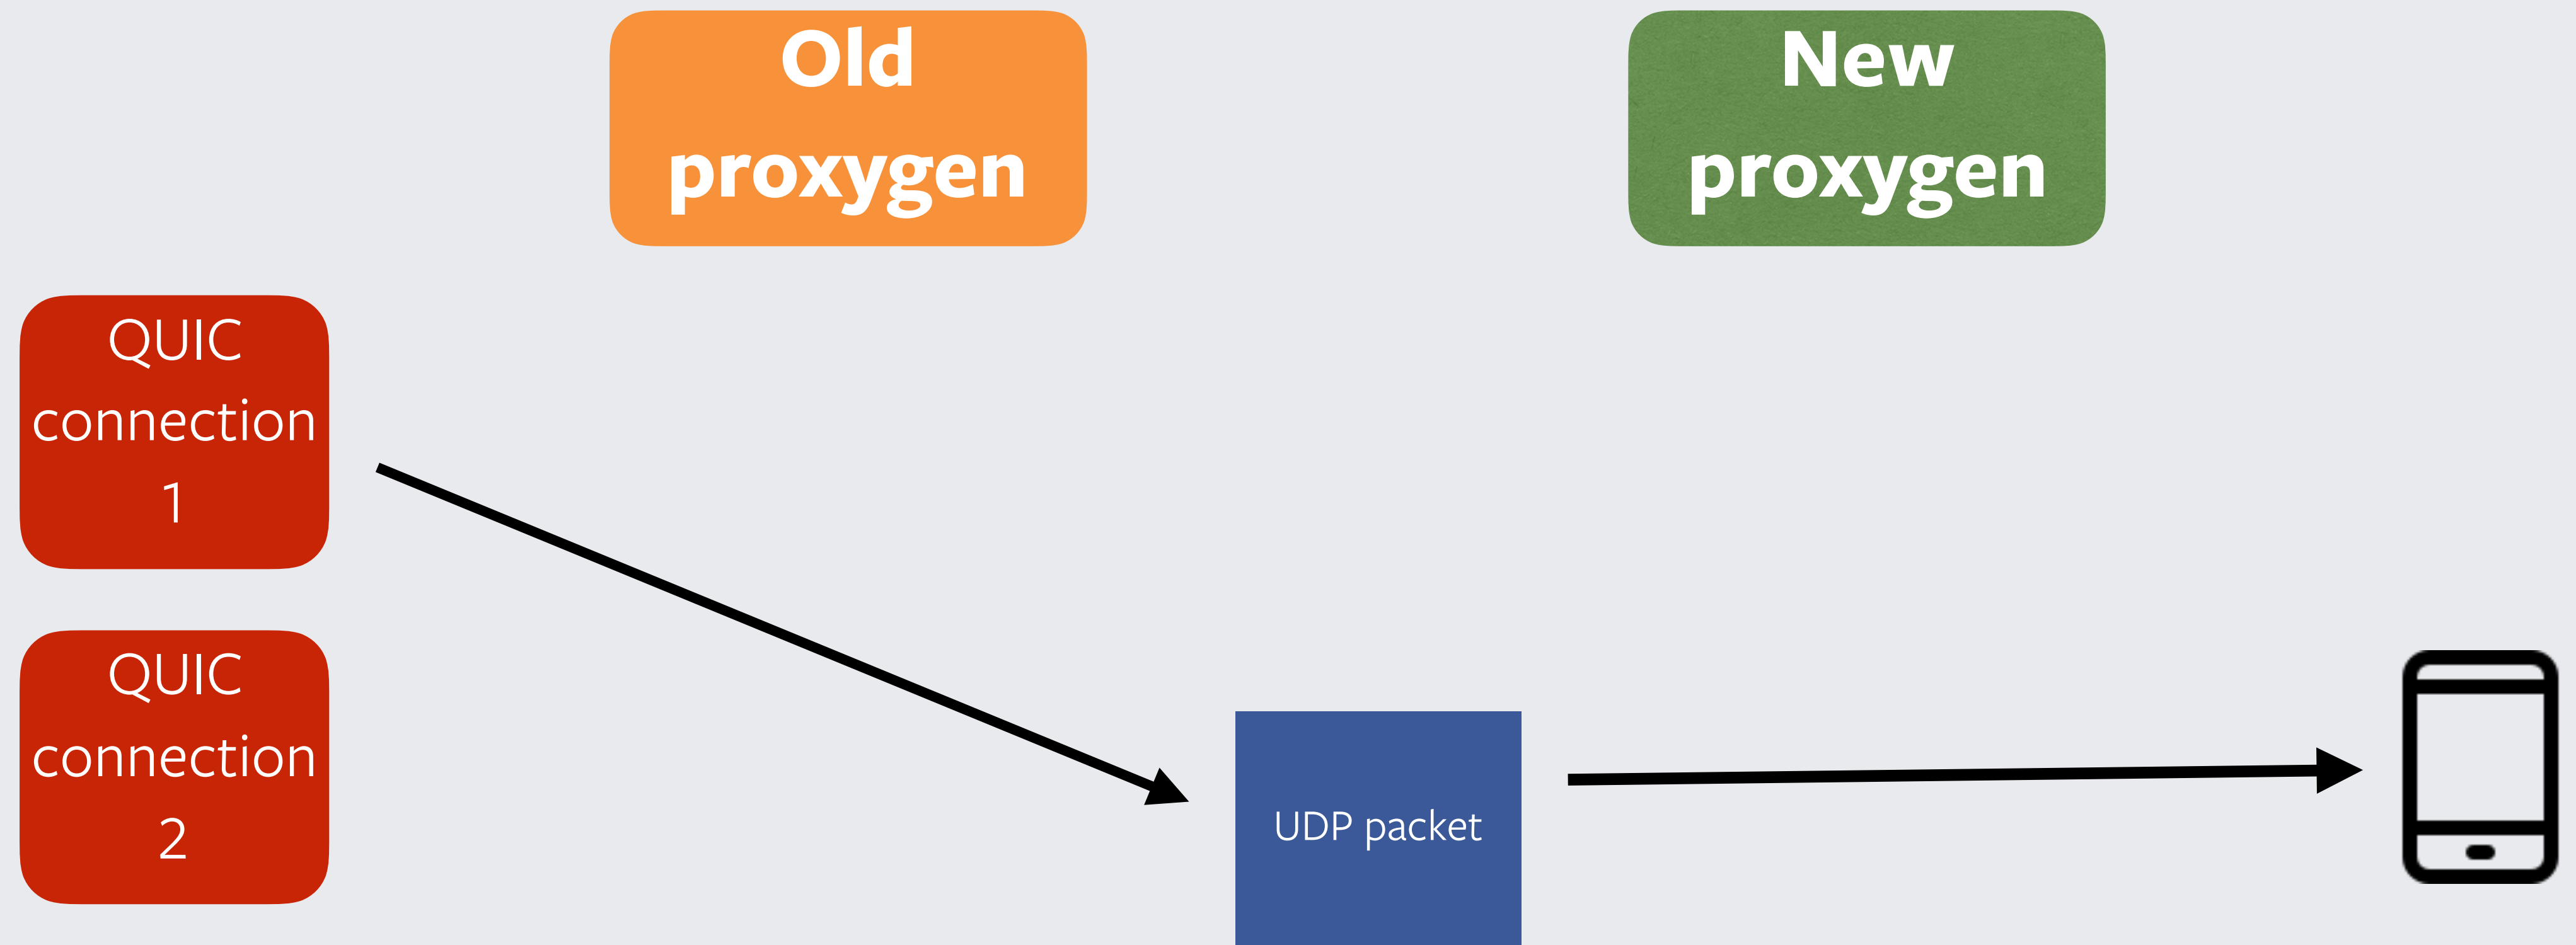 Old
proxygen
New
proxygen
QUIC
connection
1
QUIC
connection
2
UDP packet